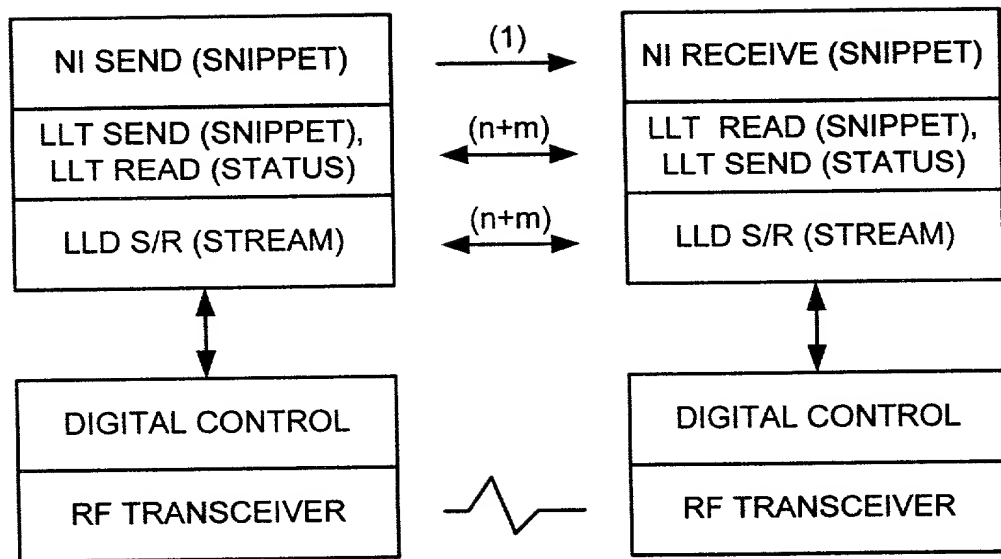 NI SEND (SNIPPET)
(1)
NI RECEIVE (SNIPPET)
LLT SEND (SNIPPET),
LLT READ (STATUS)
(n+m)
LLT READ (SNIPPET),
LLT SEND (STATUS)
LLD S/R (STREAM)
(n+m)
LLD S/R (STREAM)
DIGITAL CONTROL
DIGITAL CONTROL
RF TRANSCEIVER
RF TRANSCEIVER